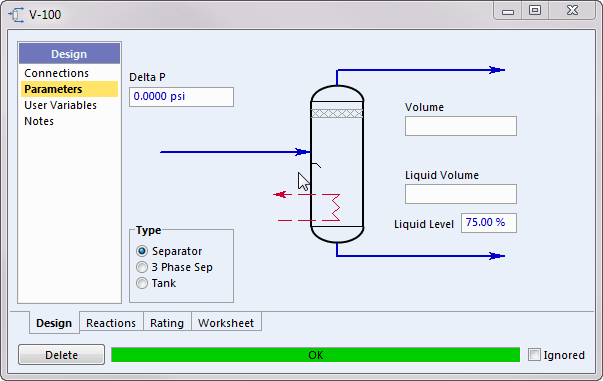 V-100
Design
Connections
Parameters
User Variables
Notes
Delta P
0.0000 psi
Volume
Liquid Volume
Liquid Level 75.00 %
Type
Separator
3 Phase Sep
Tank
Design Reactions Rating Worksheet
Delete OK Ignored